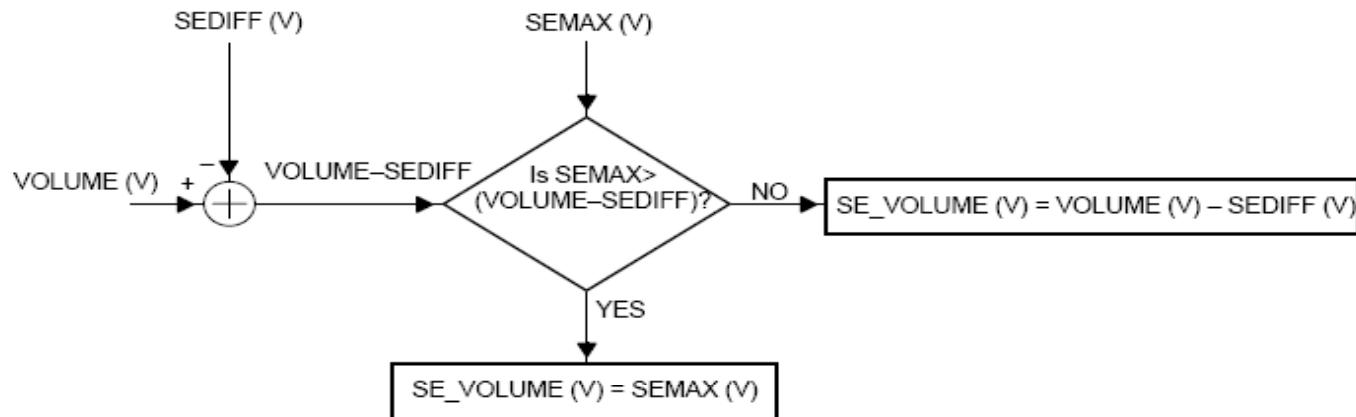 SEDIFF (V)
SEMAX (V)
VOLUME (V)
+
–
VOLUME–SEDIFF
Is SEMAX>
(VOLUME–SEDIFF)?
NO
SE_VOLUME (V) = VOLUME (V) – SEDIFF (V)
YES
SE_VOLUME (V) = SEMAX (V)